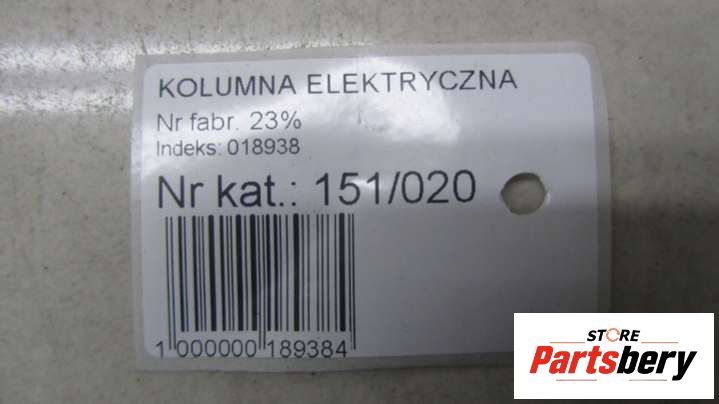 KOLUMNA ELEKTRYCZNA
Nr fabr. 23%
Indeks: 018938
Nr kat.: 151/020
1 000000 189384
STORE
Partsbery